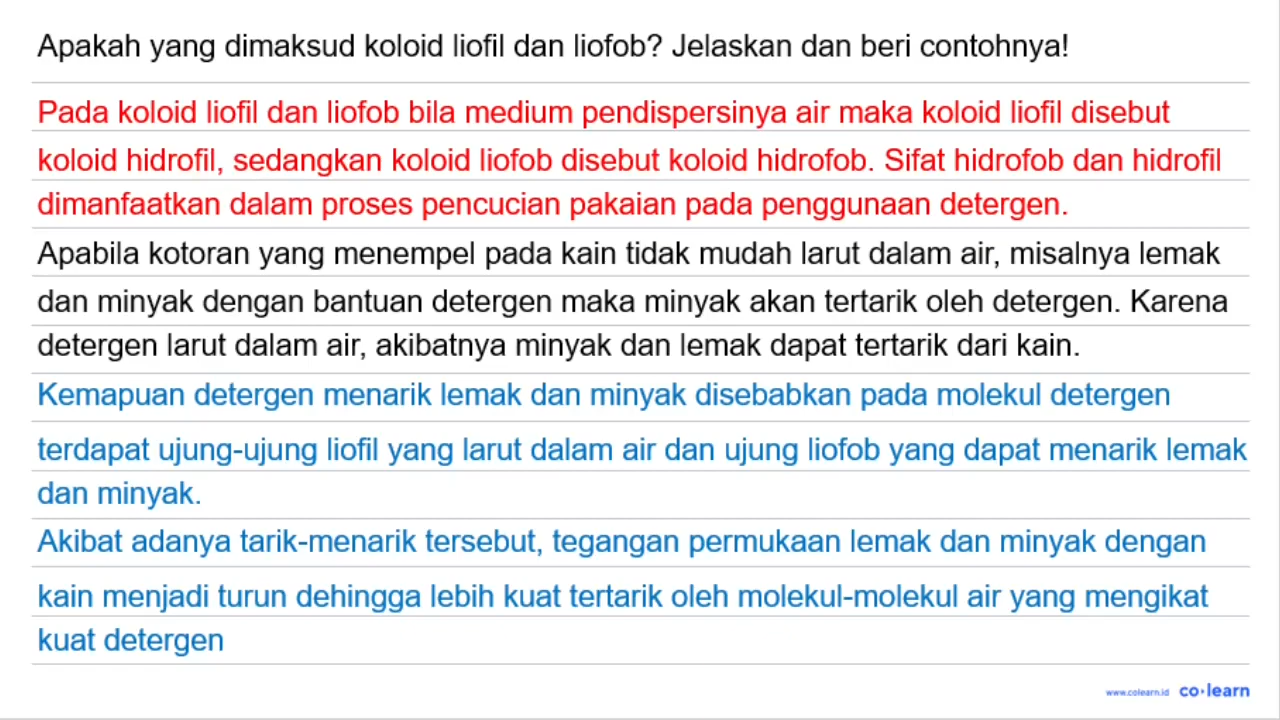 Apakah yang dimaksud koloid liofil dan liofob? Jelaskan dan beri contohnya!
Pada koloid liofil dan liofob bila medium pendispersinya air maka koloid liofil disebut
koloid hidrofil, sedangkan koloid liofob disebut koloid hidrofob. Sifat hidrofob dan hidrofil
dimanfaatkan dalam proses pencucian pakaian pada penggunaan detergen.
Apabila kotoran yang menempel pada kain tidak mudah larut dalam air, misalnya lemak
dan minyak dengan bantuan detergen maka minyak akan tertarik oleh detergen. Karena
detergen larut dalam air, akibatnya minyak dan lemak dapat tertarik dari kain.
Kemapuan detergen menarik lemak dan minyak disebabkan pada molekul detergen
terdapat ujung-ujung liofil yang larut dalam air dan ujung liofob yang dapat menarik lemak
dan minyak.
Akibat adanya tarik-menarik tersebut, tegangan permukaan lemak dan minyak dengan
kain menjadi turun dehingga lebih kuat tertarik oleh molekul-molekul air yang mengikat
kuat detergen
www.colearn.id co·learn